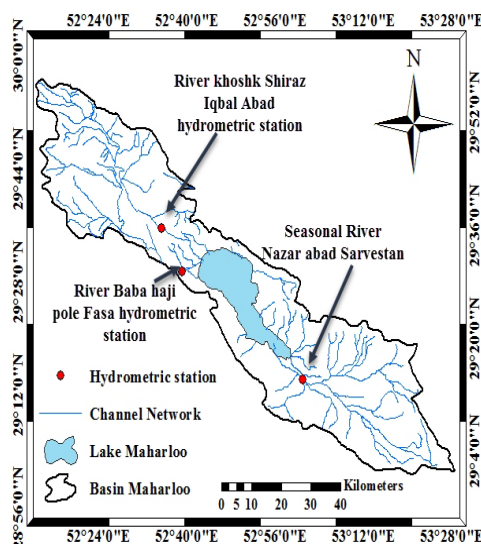 52°24'0"E 52°40'0"E 52°56'0"E 53°12'0"E 53°28'0"E
N
River khoshk Shiraz
Iqbal Abad
hydrometric station
Seasonal River
Nazar abad Sarvestan
River Baba haji
pole Fasa hydrometric
station
Hydrometric station
Channel Network
Lake Maharloo
Basin Maharloo
Kilometers
0 5 10 20 30 40
30°0'0"N
29°44'0"N
29°28'0"N
29°12'0"N
28°56'0"N
29°52'0"N
29°36'0"N
29°20'0"N
29°4'0"N
52°24'0"E 52°40'0"E 52°56'0"E 53°12'0"E 53°28'0"E